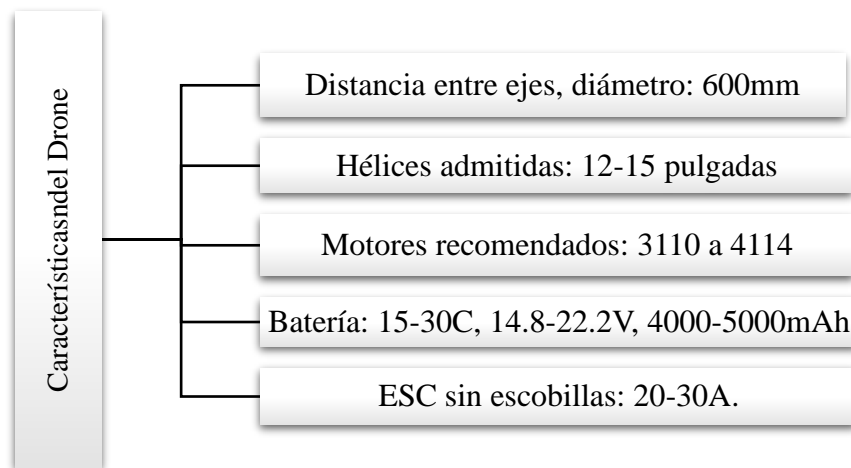 Característicasndel Drone
Distancia entre ejes, diámetro: 600mm
Hélices admitidas: 12-15 pulgadas
Motores recomendados: 3110 a 4114
Batería: 15-30C, 14.8-22.2V, 4000-5000mAh
ESC sin escobillas: 20-30A.